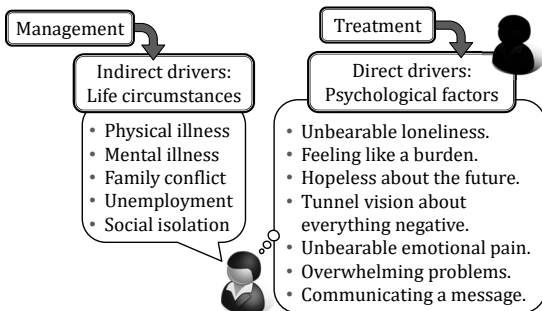 Management
Indirect drivers:
Life circumstances
• Physical illness
• Mental illness
• Family conflict
• Unemployment
• Social isolation
Treatment
Direct drivers:
Psychological factors
• Unbearable loneliness.
• Feeling like a burden.
• Hopeless about the future.
• Tunnel vision about
everything negative.
• Unbearable emotional pain.
• Overwhelming problems.
• Communicating a message.